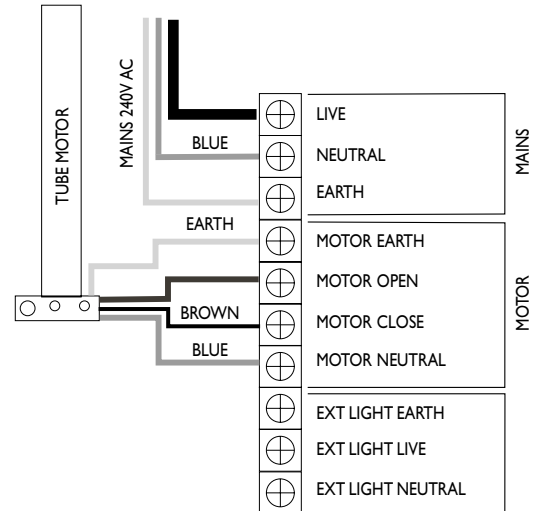 TUBE MOTOR
MAINS 240V AC
BLUE
EARTH
BROWN
BLUE
LIVE
NEUTRAL
EARTH
MOTOR EARTH
MOTOR OPEN
MOTOR CLOSE
MOTOR NEUTRAL
EXT LIGHT EARTH
EXT LIGHT LIVE
EXT LIGHT NEUTRAL
MAINS
MOTOR